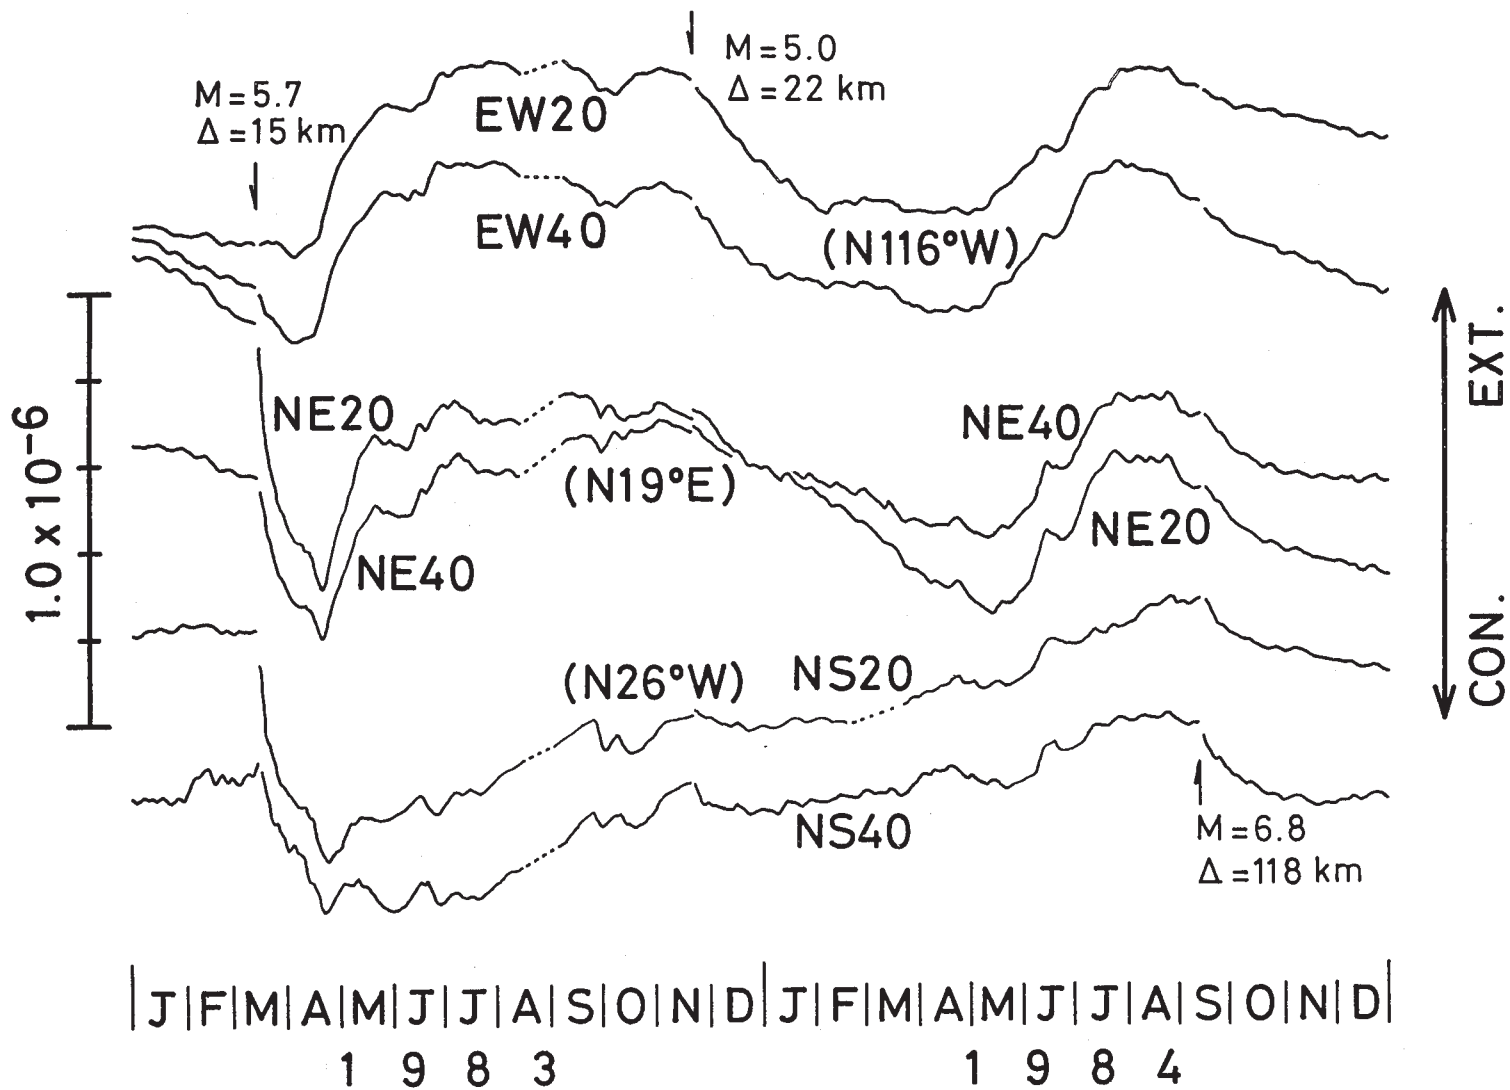 M=5.0
Δ=22 km
M=5.7
Δ=15 km
EW20
EW40
(N116°W)
EXT.
1.0 x 10⁻⁶
NE20
NE40
(N19°E)
NE20
NE40
CON.
(N26°W)
NS20
NS40
M=6.8
Δ=118 km
J F M A M J J A S O N D J F M A M J J A S O N D
1 9 8 3 1 9 8 4